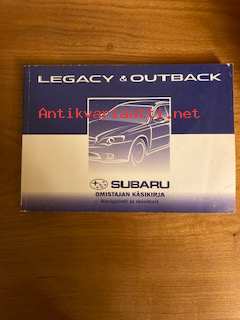 LEGACY & OUTBACK
Antikvariaatti.net
SUBARU
OMISTAJAN KÄSIKIRJA